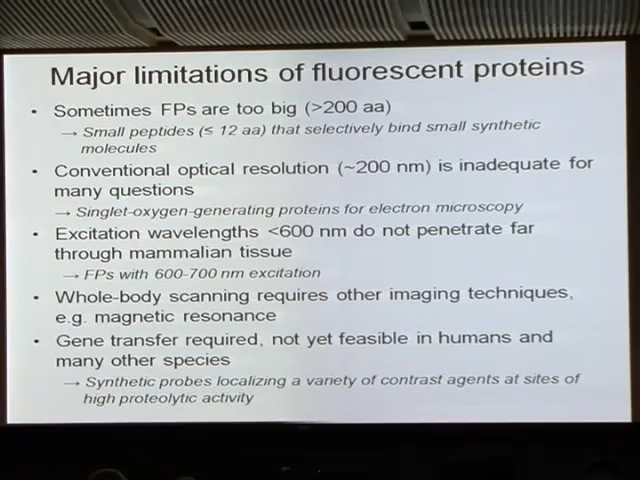 Major limitations of fluorescent proteins
• Sometimes FPs are too big (>200 aa)
→ Small peptides (≤ 12 aa) that selectively bind small synthetic
molecules
• Conventional optical resolution (~200 nm) is inadequate for
many questions
→ Singlet-oxygen-generating proteins for electron microscopy
• Excitation wavelengths <600 nm do not penetrate far
through mammalian tissue
→ FPs with 600-700 nm excitation
• Whole-body scanning requires other imaging techniques,
e.g. magnetic resonance
• Gene transfer required, not yet feasible in humans and
many other species
→ Synthetic probes localizing a variety of contrast agents at sites of
high proteolytic activity